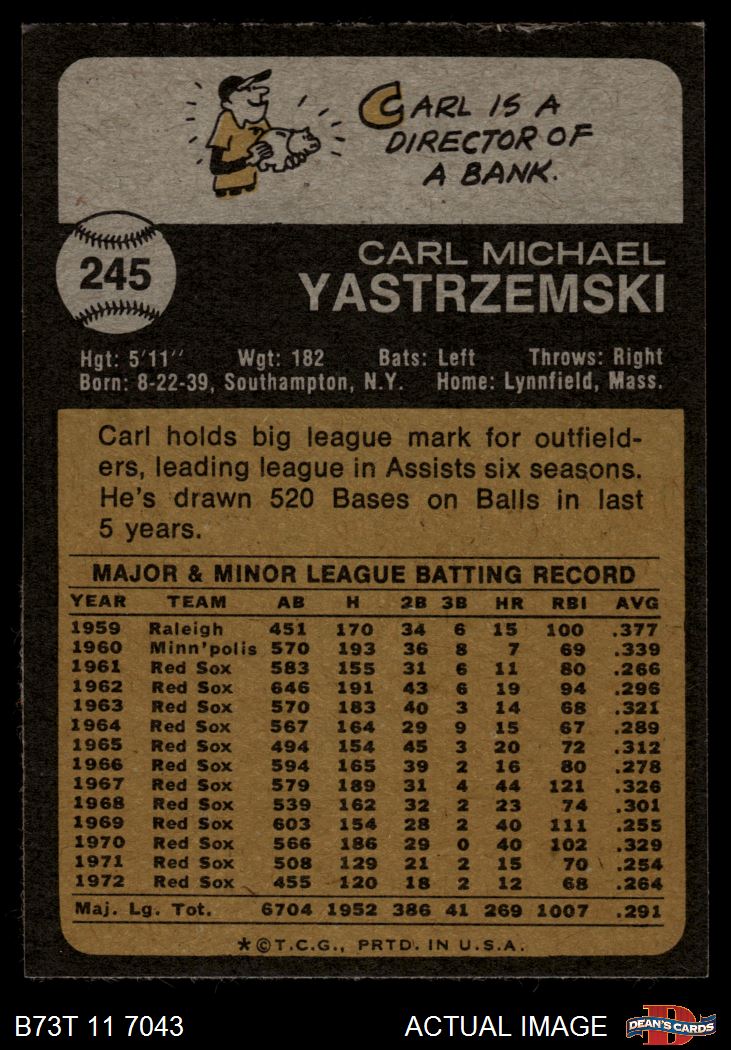 CARL IS A
DIRECTOR OF
A BANK.
245
CARL MICHAEL
YASTRZEMSKI
Hgt: 5'11'' Wgt: 182 Bats: Left Throws: Right
Born: 8-22-39, Southampton, N.Y. Home: Lynnfield, Mass.
Carl holds big league mark for outfield-
ers, leading league in Assists six seasons.
He's drawn 520 Bases on Balls in last
5 years.
MAJOR & MINOR LEAGUE BATTING RECORD
YEAR TEAM AB H 2B 3B HR RBI AVG
1959 Raleigh 451 170 34 6 15 100 .377
1960 Minn'polis 570 193 36 8 7 69 .339
1961 Red Sox 583 155 31 6 11 80 .266
1962 Red Sox 646 191 43 6 19 94 .296
1963 Red Sox 570 183 40 3 14 68 .321
1964 Red Sox 567 164 29 9 15 67 .289
1965 Red Sox 494 154 45 3 20 72 .312
1966 Red Sox 594 165 39 2 16 80 .278
1967 Red Sox 579 189 31 4 44 121 .326
1968 Red Sox 539 162 32 2 23 74 .301
1969 Red Sox 603 154 28 2 40 111 .255
1970 Red Sox 566 186 29 0 40 102 .329
1971 Red Sox 508 129 21 2 15 70 .254
1972 Red Sox 455 120 18 2 12 68 .264
Maj. Lg. Tot. 6704 1952 386 41 269 1007 .291
*©T.C.G., PRTD. IN U.S.A.
B73T 11 7043 ACTUAL IMAGE
D
DEAN'S CARDS